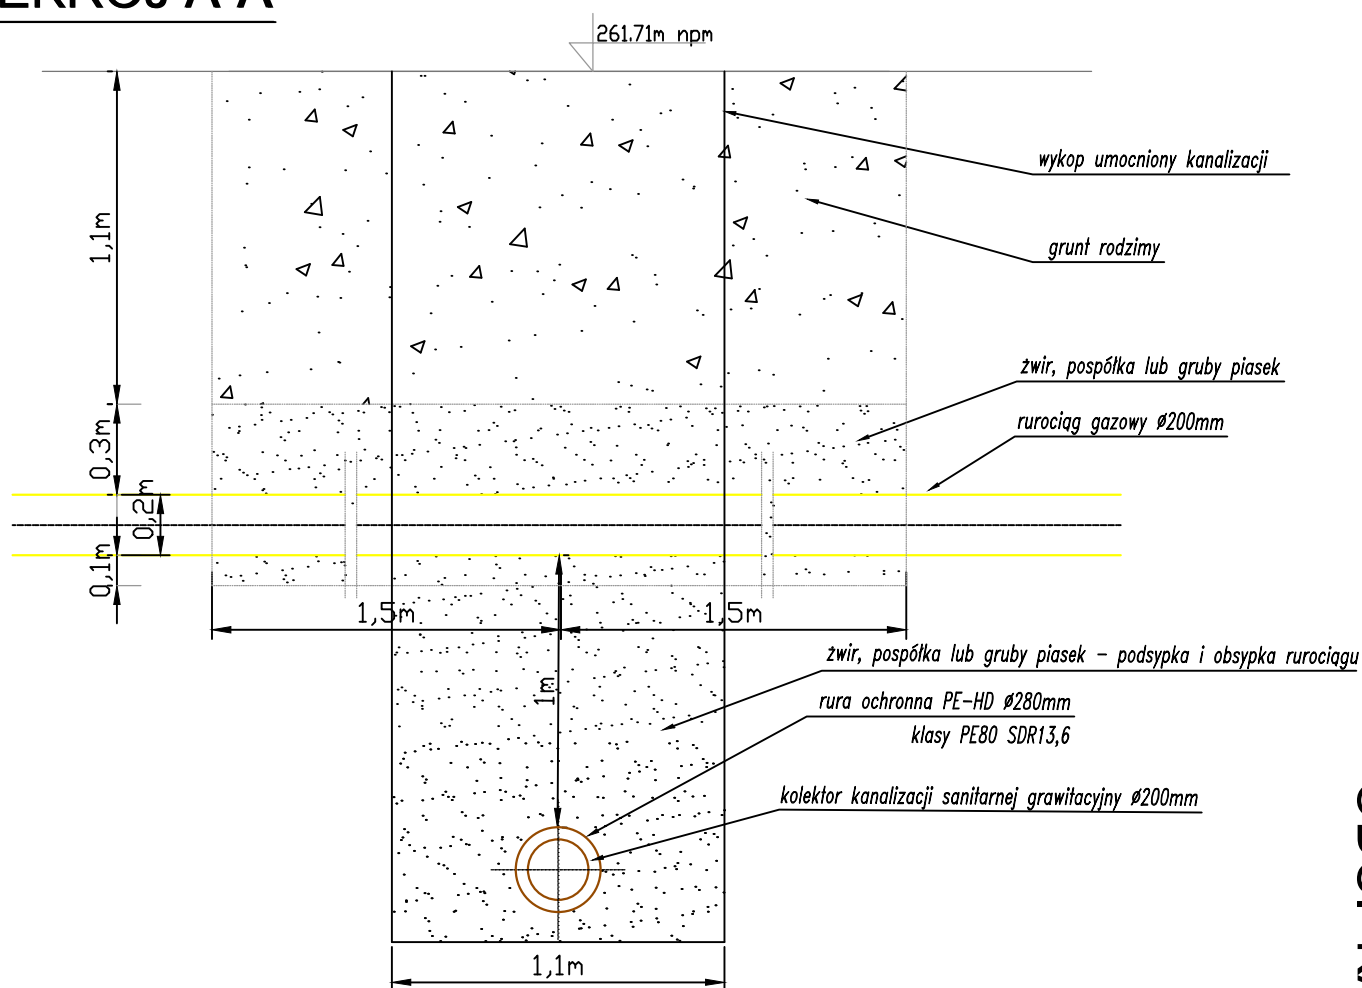 261.71m npm
wykop umocniony kanalizacji
grunt rodzimy
1,1m
żwir, pospółka lub gruby piasek
rurociąg gazowy Ø200mm
0,3m
0,2m
0,1m
1,5m
1,5m
żwir, pospółka lub gruby piasek - podsypka i obsypka rurociągu
1m
rura ochronna PE-HD Ø280mm
klasy PE80 SDR13,6
kolektor kanalizacji sanitarnej grawitacyjny Ø200mm
1,1m